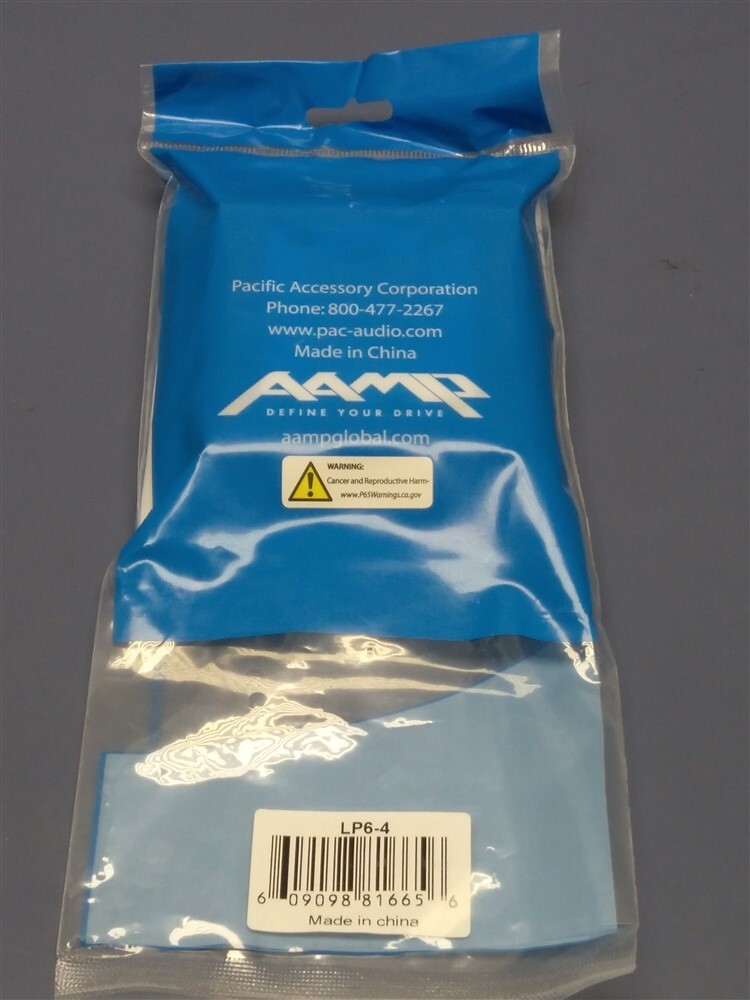 Pacific Accessory Corporation
Phone: 800-477-2267
www.pac-audio.com
Made in China
AAMP
DEFINE YOUR DRIVE
aampglobal.com
WARNING:
Cancer and Reproductive Harm-
www.P65Warnings.ca.gov
LP6-4
6 09098 81665 6
Made in china